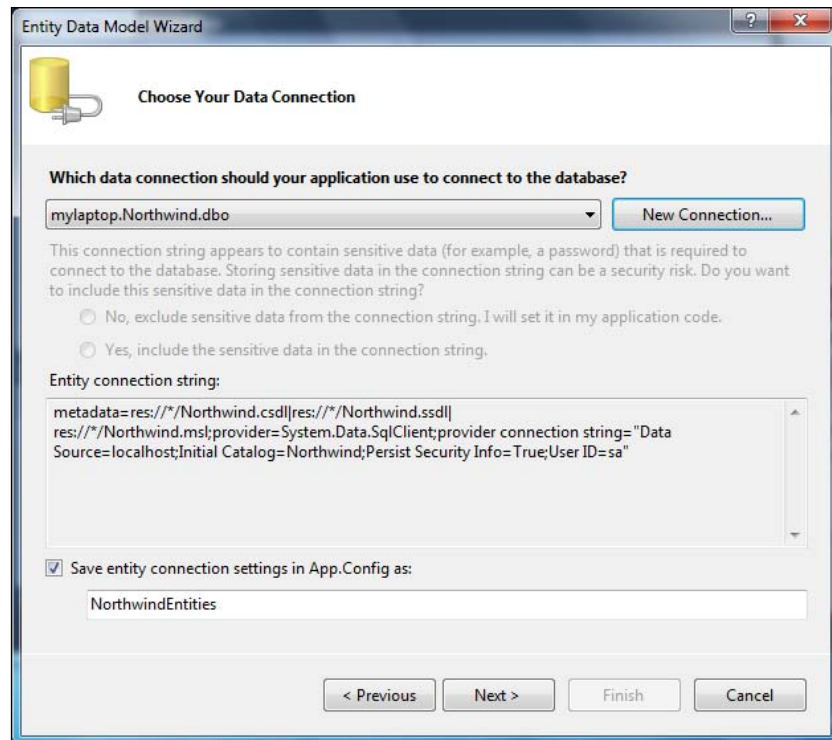 Entity Data Model Wizard
? X
Choose Your Data Connection
Which data connection should your application use to connect to the database?
mylaptop.Northwind.dbo
New Connection...
This connection string appears to contain sensitive data (for example, a password) that is required to
connect to the database. Storing sensitive data in the connection string can be a security risk. Do you want
to include this sensitive data in the connection string?
No, exclude sensitive data from the connection string. I will set it in my application code.
Yes, include the sensitive data in the connection string.
Entity connection string:
metadata=res://*/Northwind.csdl|res://*/Northwind.ssdl|
res://*/Northwind.msl;provider=System.Data.SqlClient;provider connection string="Data
Source=localhost;Initial Catalog=Northwind;Persist Security Info=True;User ID=sa"
Save entity connection settings in App.Config as:
NorthwindEntities
< Previous
Next >
Finish
Cancel